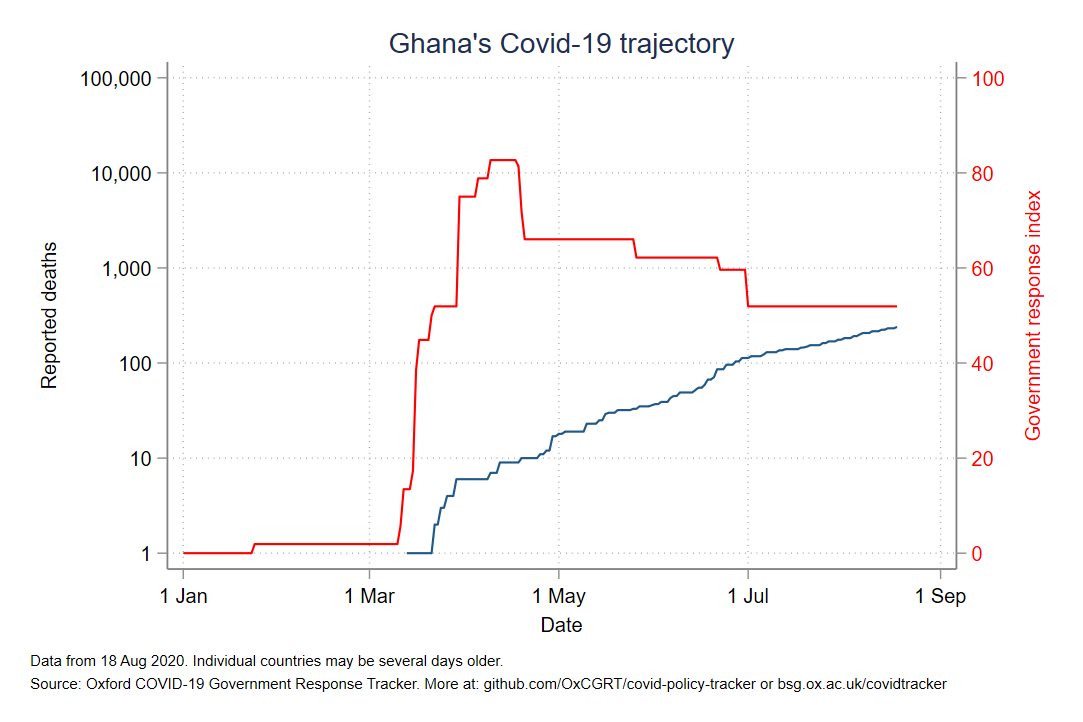 Ghana's Covid-19 trajectory
100,000
10,000
1,000
100
10
1
Reported deaths
100
80
60
40
20
0
Government response index
1 Jan
1 Mar
1 May
1 Jul
1 Sep
Date
Data from 18 Aug 2020. Individual countries may be several days older.
Source: Oxford COVID-19 Government Response Tracker. More at: github.com/OxCGRT/covid-policy-tracker or bsg.ox.ac.uk/covidtracker